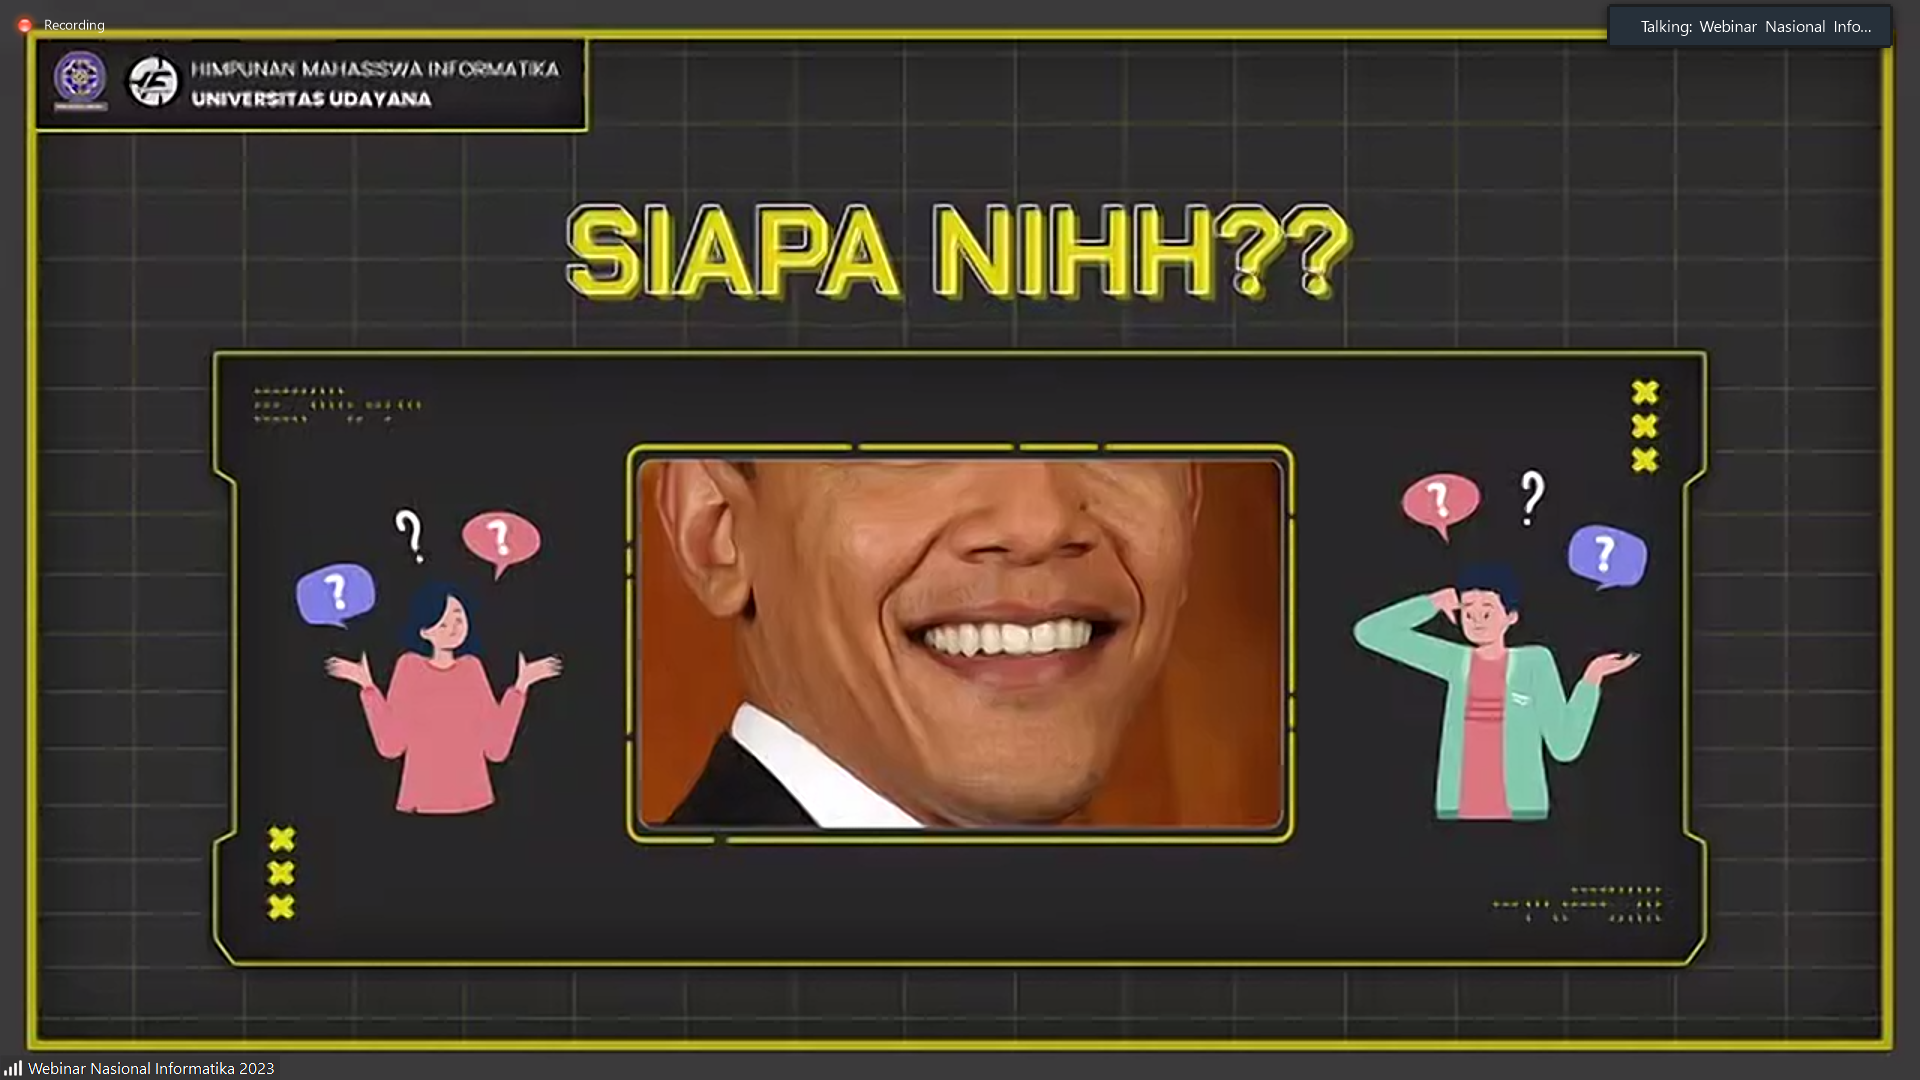 Recording
Talking: Webinar Nasional Info...
HIMPUNAN MAHASISWA INFORMATIKA
UNIVERSITAS UDAYANA
SIAPA NIHH??
? ?
?
? ?
?
Webinar Nasional Informatika 2023